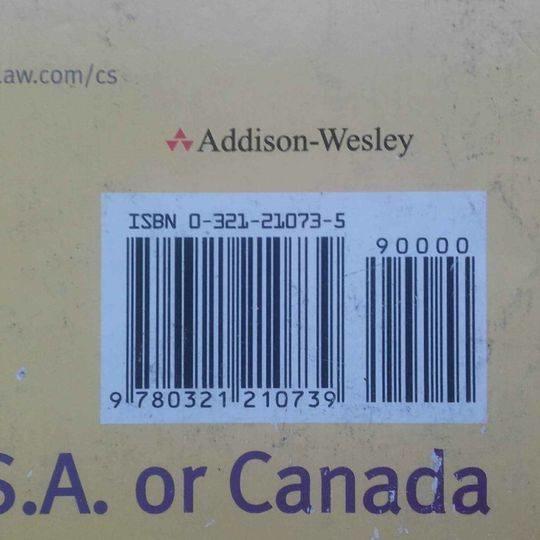 aw.com/cs
Addison-Wesley
ISBN 0-321-21073-5
90000
9 780321 210739
S.A. or Canada